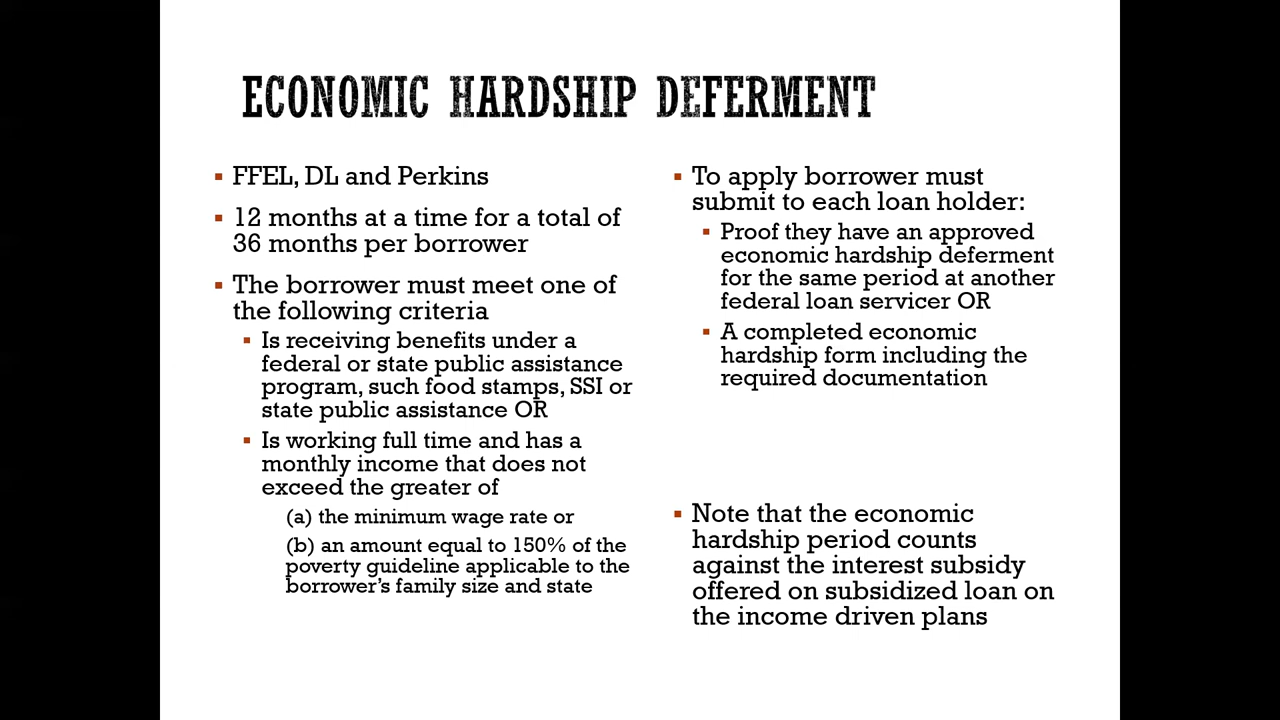 ECONOMIC HARDSHIP DEFERMENT
▪ FFEL, DL and Perkins
▪ 12 months at a time for a total of
36 months per borrower
▪ The borrower must meet one of
the following criteria
▪ Is receiving benefits under a
federal or state public assistance
program, such food stamps, SSI or
state public assistance OR
▪ Is working full time and has a
monthly income that does not
exceed the greater of
(a) the minimum wage rate or
(b) an amount equal to 150% of the
poverty guideline applicable to the
borrower's family size and state
▪ To apply borrower must
submit to each loan holder:
▪ Proof they have an approved
economic hardship deferment
for the same period at another
federal loan servicer OR
▪ A completed economic
hardship form including the
required documentation
▪ Note that the economic
hardship period counts
against the interest subsidy
offered on subsidized loan on
the income driven plans